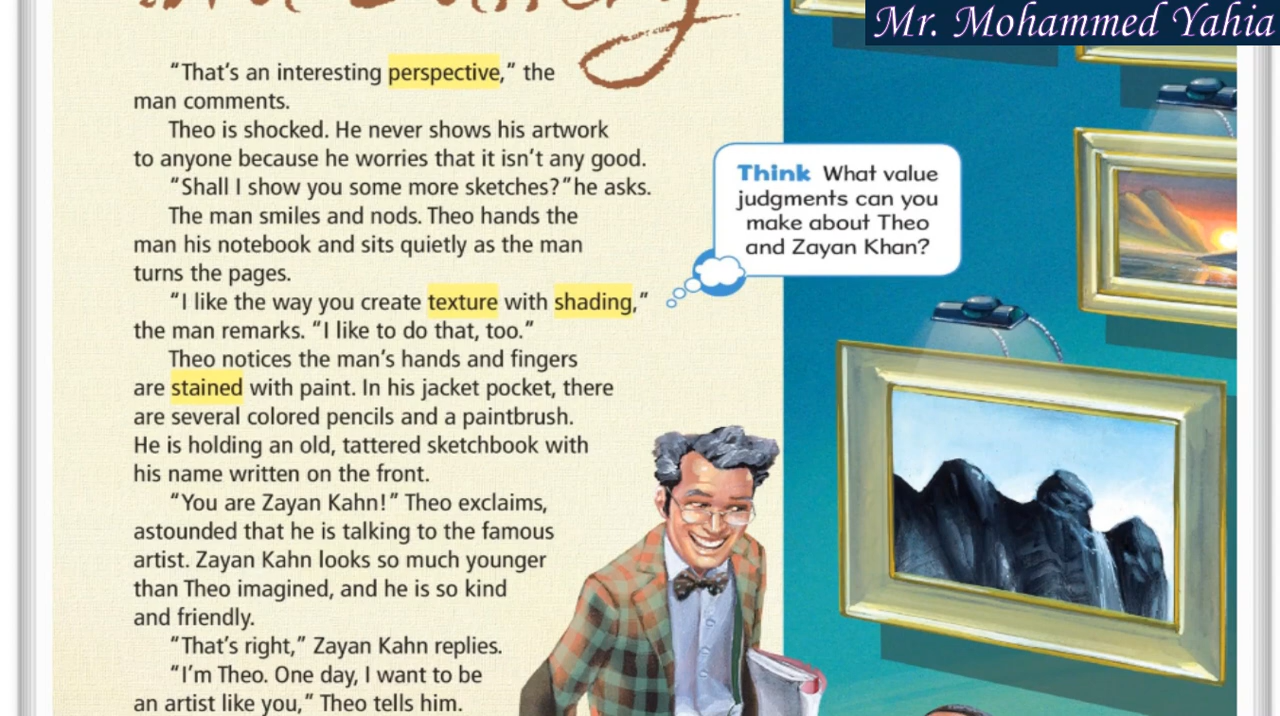 Mr. Mohammed Yahia
"That's an interesting perspective," the
man comments.
Theo is shocked. He never shows his artwork
to anyone because he worries that it isn't any good.
"Shall I show you some more sketches?"he asks.
The man smiles and nods. Theo hands the
man his notebook and sits quietly as the man
turns the pages.
"I like the way you create texture with shading,"
the man remarks. "I like to do that, too."
Theo notices the man's hands and fingers
are stained with paint. In his jacket pocket, there
are several colored pencils and a paintbrush.
He is holding an old, tattered sketchbook with
his name written on the front.
"You are Zayan Kahn!" Theo exclaims,
astounded that he is talking to the famous
artist. Zayan Kahn looks so much younger
than Theo imagined, and he is so kind
and friendly.
"That's right," Zayan Kahn replies.
"I'm Theo. One day, I want to be
an artist like you," Theo tells him.
Think What value
judgments can you
make about Theo
and Zayan Khan?